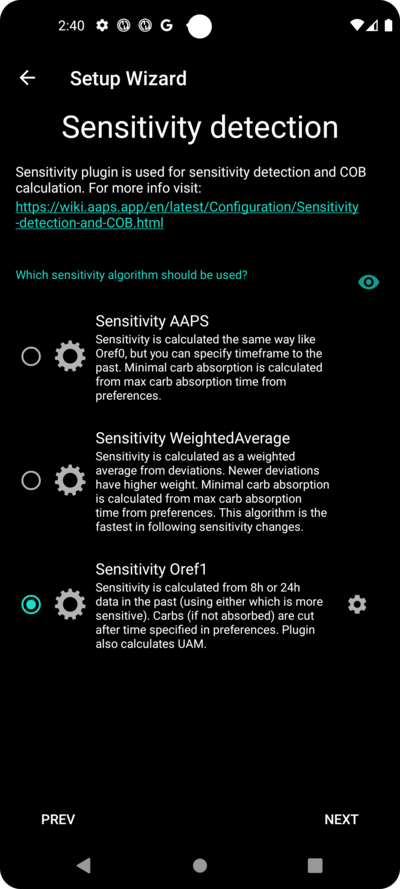 2:40
Setup Wizard
Sensitivity detection
Sensitivity plugin is used for sensitivity detection and COB
calculation. For more info visit:
https://wiki.aaps.app/en/latest/Configuration/Sensitivity
-detection-and-COB.html
Which sensitivity algorithm should be used?
Sensitivity AAPS
Sensitivity is calculated the same way like
Oref0, but you can specify timeframe to the
past. Minimal carb absorption is calculated
from max carb absorption time from
preferences.
Sensitivity WeightedAverage
Sensitivity is calculated as a weighted
average from deviations. Newer deviations
have higher weight. Minimal carb absorption
is calculated from max carb absorption
time from preferences. This algorithm is the
fastest in following sensitivity changes.
Sensitivity Oref1
Sensitivity is calculated from 8h or 24h
data in the past (using either which is more
sensitive). Carbs (if not absorbed) are cut
after time specified in preferences. Plugin
also calculates UAM.
PREV
NEXT